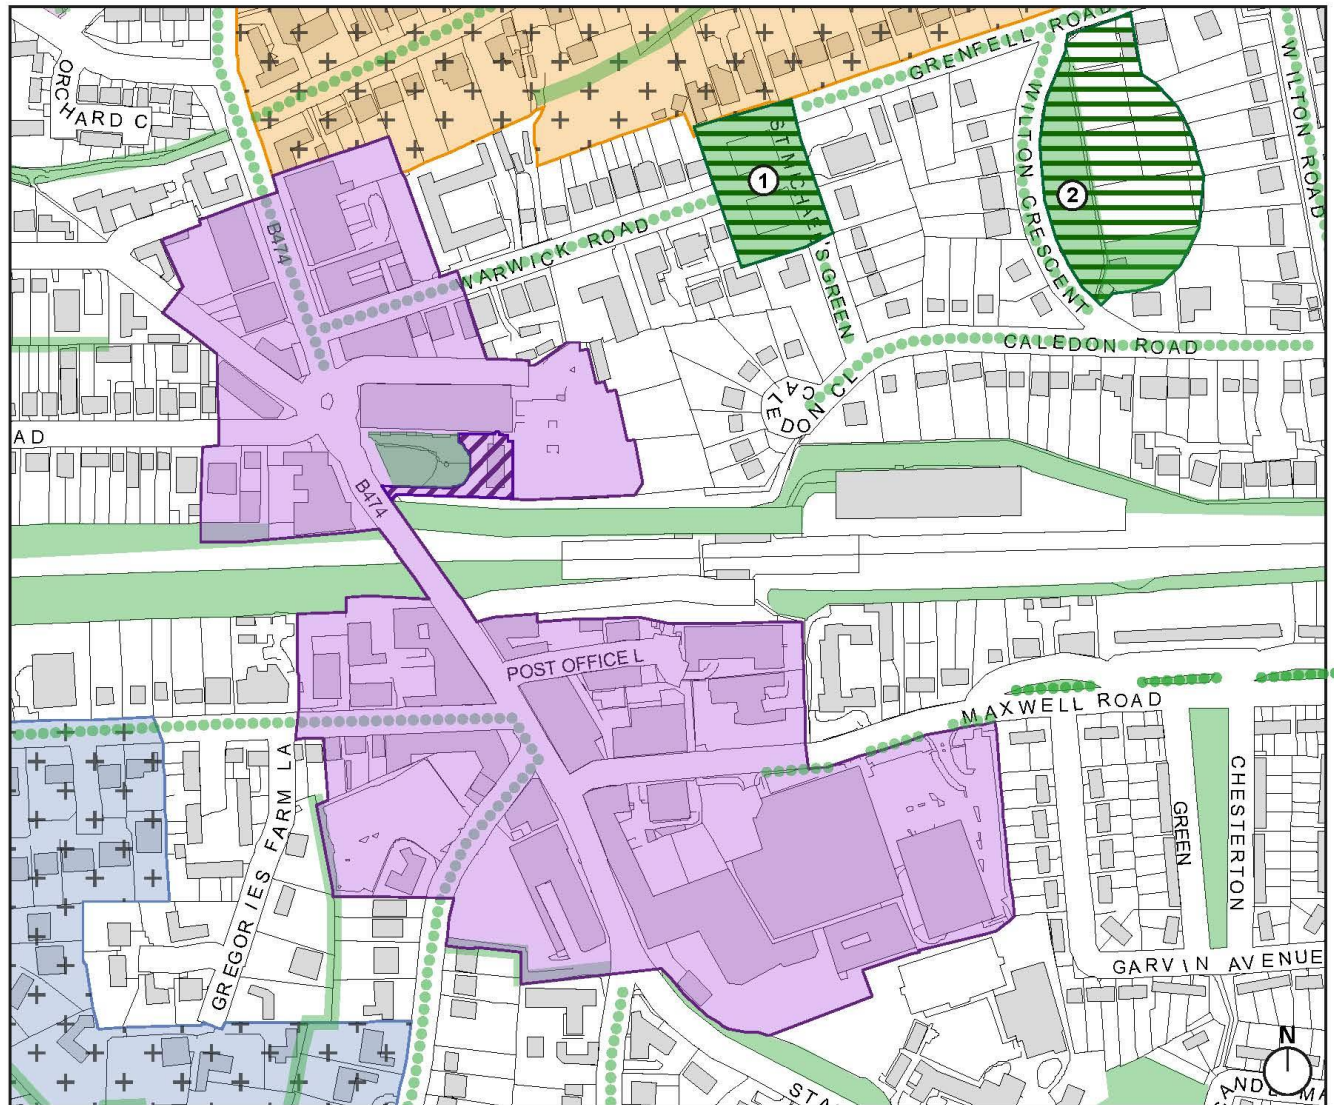 ORCHARD C
GRENFELL ROAD
WILTON ROAD
WILTON CRESCENT
ST MICHAEL'S GREEN
1
2
B474
WARWICK ROAD
CALEDON ROAD
CALEDON CL
AD
B474
POST OFFICE L
MAXWELL ROAD
GREGORIES FARM LA
GREEN
CHESTERTON
GARVIN AVENUE
N
STA